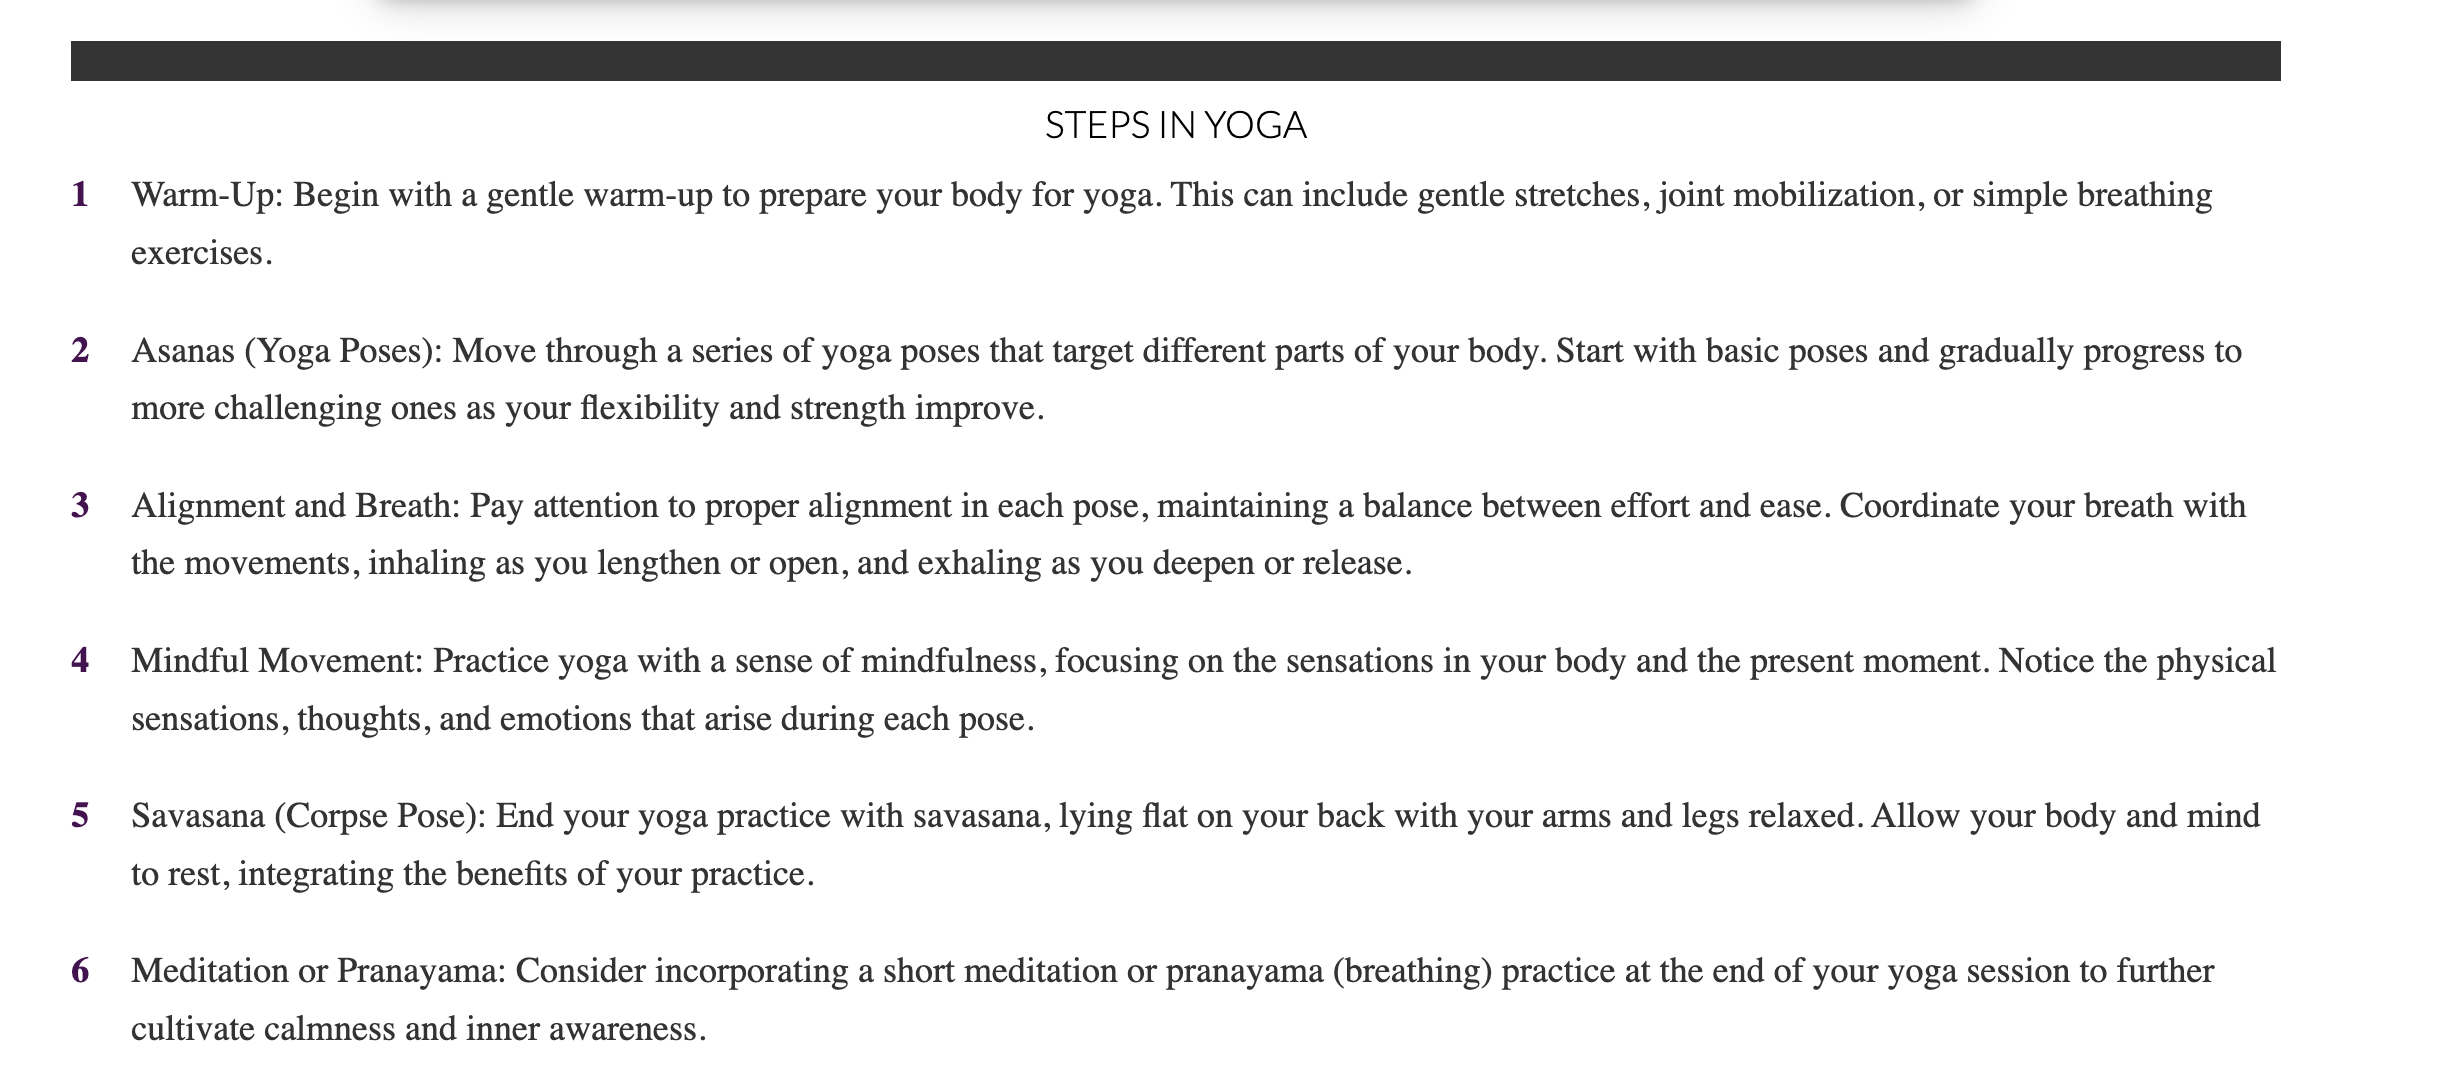 STEPS IN YOGA
1 Warm-Up: Begin with a gentle warm-up to prepare your body for yoga. This can include gentle stretches, joint mobilization, or simple breathing
exercises.
2 Asanas (Yoga Poses): Move through a series of yoga poses that target different parts of your body. Start with basic poses and gradually progress to
more challenging ones as your flexibility and strength improve.
3 Alignment and Breath: Pay attention to proper alignment in each pose, maintaining a balance between effort and ease. Coordinate your breath with
the movements, inhaling as you lengthen or open, and exhaling as you deepen or release.
4 Mindful Movement: Practice yoga with a sense of mindfulness, focusing on the sensations in your body and the present moment. Notice the physical
sensations, thoughts, and emotions that arise during each pose.
5 Savasana (Corpse Pose): End your yoga practice with savasana, lying flat on your back with your arms and legs relaxed. Allow your body and mind
to rest, integrating the benefits of your practice.
6 Meditation or Pranayama: Consider incorporating a short meditation or pranayama (breathing) practice at the end of your yoga session to further
cultivate calmness and inner awareness.